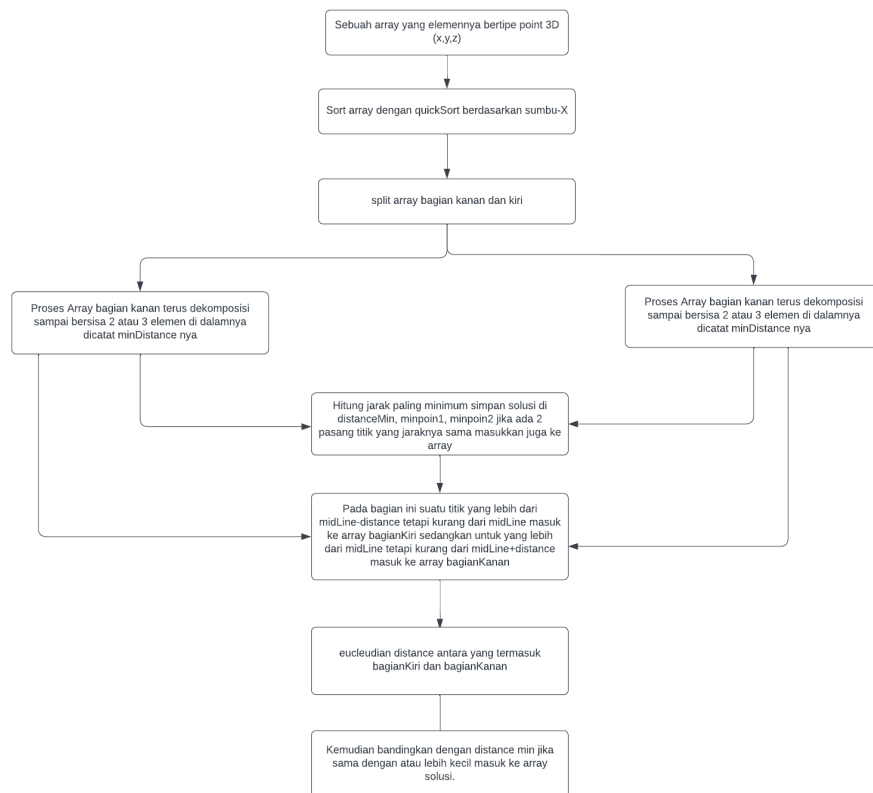 Sebuah array yang elemennya bertipe point 3D
(x,y,z)
Sort array dengan quickSort berdasarkan sumbu-X
split array bagian kanan dan kiri
Proses Array bagian kanan terus dekomposisi
sampai bersisa 2 atau 3 elemen di dalamnya
dicatat minDistance nya
Proses Array bagian kanan terus dekomposisi
sampai bersisa 2 atau 3 elemen di dalamnya
dicatat minDistance nya
Hitung jarak paling minimum simpan solusi di
distanceMin, minpoin1, minpoin2 jika ada 2
pasang titik yang jaraknya sama masukkan juga ke
array
Pada bagian ini suatu titik yang lebih dari
midLine-distance tetapi kurang dari midLine masuk
ke array bagianKiri sedangkan untuk yang lebih
dari midLine tetapi kurang dari midLine+distance
masuk ke array bagianKanan
eucleudian distance antara yang termasuk
bagianKiri dan bagianKanan
Kemudian bandingkan dengan distance min jika
sama dengan atau lebih kecil masuk ke array
solusi.